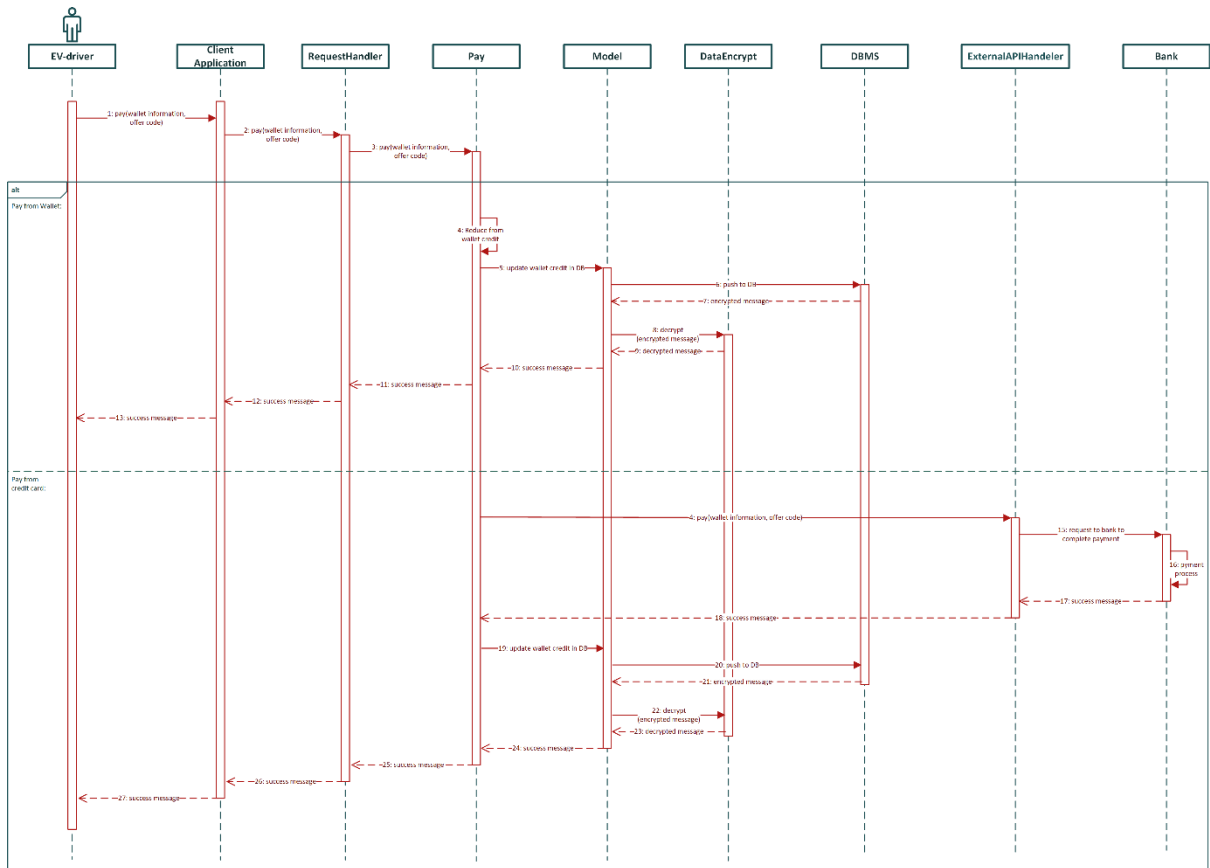 EV-driver
Client
Application
RequestHandler
Pay
Model
DataEncrypt
DBMS
ExternalAPIHandeler
Bank
1: pay(wallet information,
offer code)
2: pay(wallet information,
offer code)
3: pay(wallet information,
offer code)
alt
Pay from Wallet:
4: Reduce from
wallet credit
5: update wallet credit in DB
6: push to DB
7: encrypted message
8: decrypt
(encrypted message)
9: decrypted message
10: success message
11: success message
12: success message
13: success message
Pay from
credit card:
4: pay(wallet information, offer code)
15: request to bank to
complete payment
16: pyment
process
17: success message
18: success message
19: update wallet credit in DB
20: push to DB
21: encrypted message
22: decrypt
(encrypted message)
23: decrypted message
24: success message
25: success message
26: success message
27: success message